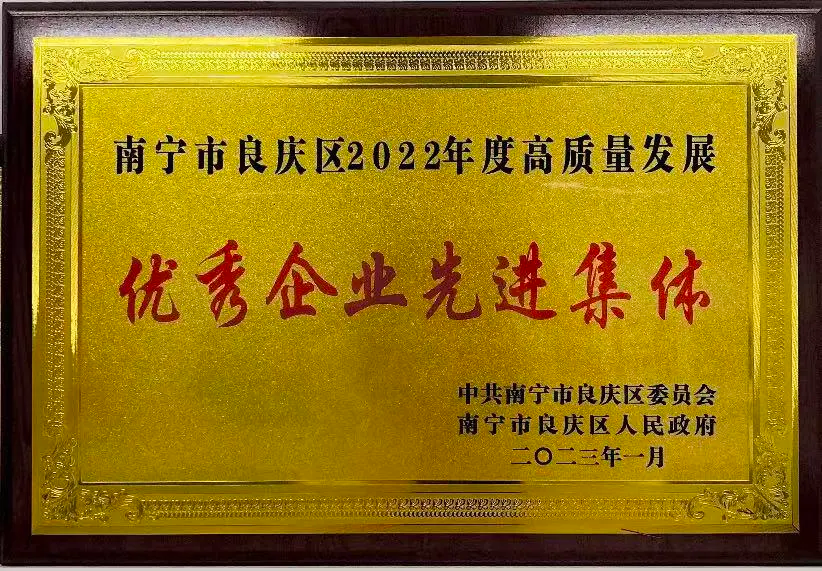 南宁市良庆区2022年度高质量发展
优秀企业先进集体
中共南宁市良庆区委员会
南宁市良庆区人民政府
二〇二三年一月